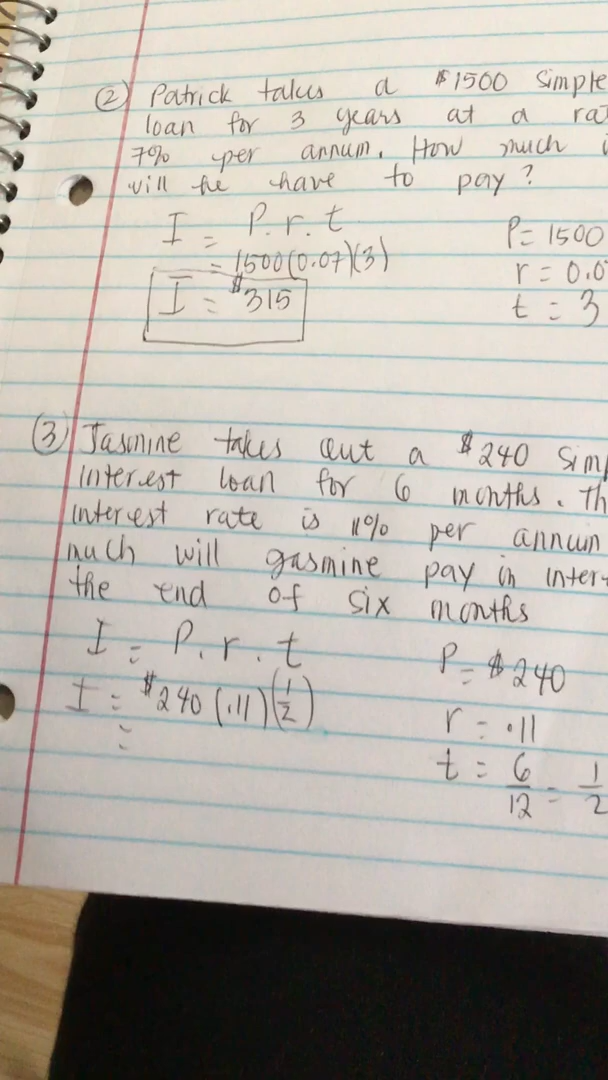 ② Patrick takes a $1500 Simple
loan for 3 years at a
7% per annum. How much
will he have to pay?
I = P. r. t
P= 1500
= 1500(0.07)(3)
r = 0.0
I = $315
t = 3
③ Jasmine takes out a $240
interest loan for 6 months. Th
interest rate is 11% per annum
much will gasmine pay in
the end of six months
I = P. r. t
P= $240
I = $240 (.11)(1/2)
r = .11
=
t = 6/12 = 1/2